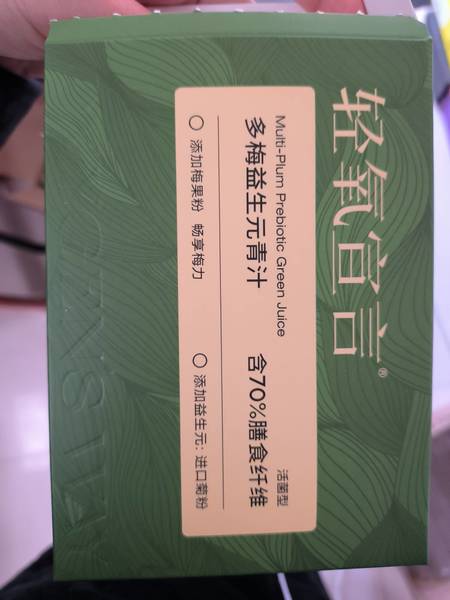 轻氧宣言®
Multi-Plum Prebiotic Green Juice
多梅益生元青汁
含70%膳食纤维
活菌型
添加梅果粉 畅享梅力
添加益生元：进口菊粉